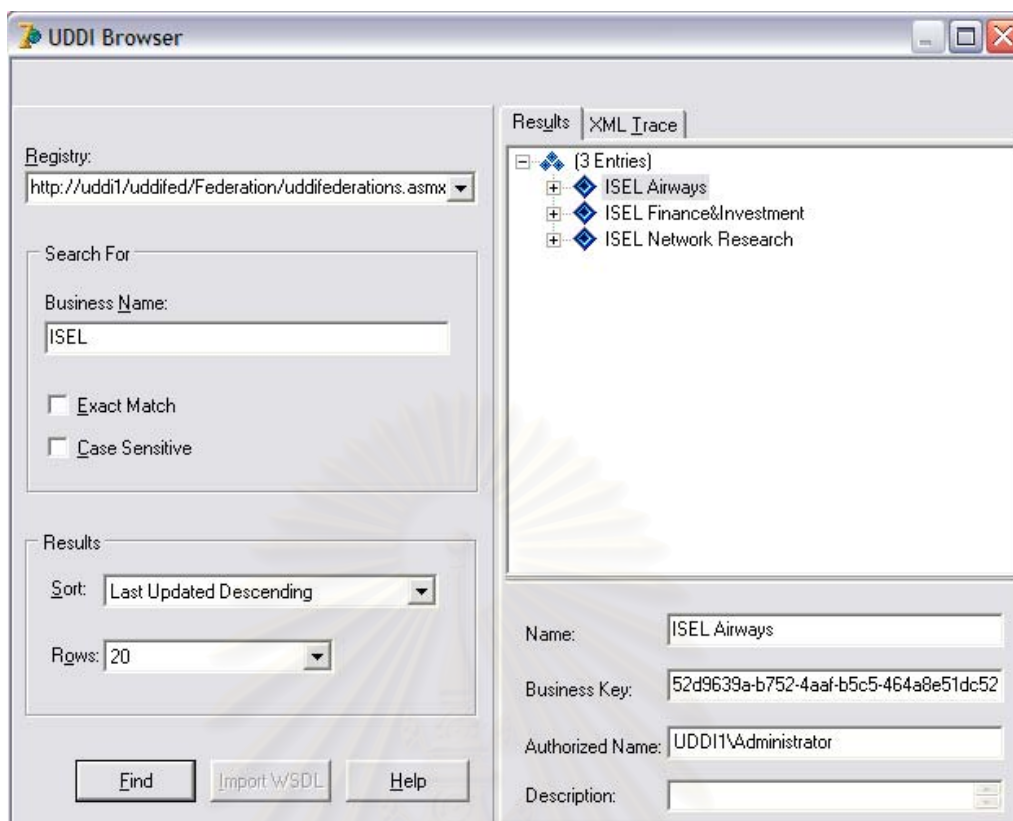 UDDI Browser
Registry:
http://uddi1/uddifed/Federation/uddifederations.asmx
Search For
Business Name:
ISEL
Exact Match
Case Sensitive
Results
Sort: Last Updated Descending
Rows: 20
Find Import WSDL Help
Results XML Trace
(3 Entries)
ISEL Airways
ISEL Finance&Investment
ISEL Network Research
Name: ISEL Airways
Business Key: 52d9639a-b752-4aaf-b5c5-464a8e51dc52
Authorized Name: UDDI1\Administrator
Description: